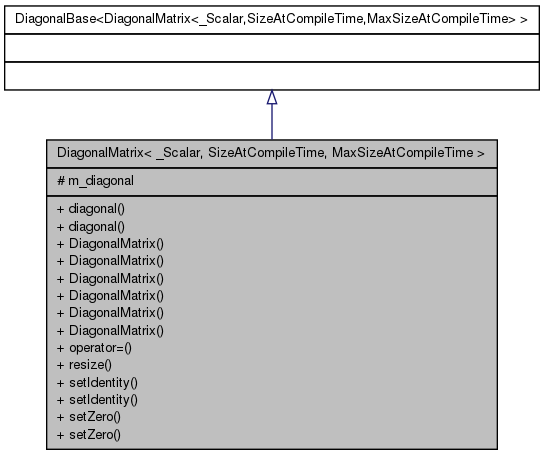 DiagonalBase<DiagonalMatrix<_Scalar,SizeAtCompileTime,MaxSizeAtCompileTime> >
DiagonalMatrix< _Scalar, SizeAtCompileTime, MaxSizeAtCompileTime >
# m_diagonal
+ diagonal()
+ diagonal()
+ DiagonalMatrix()
+ DiagonalMatrix()
+ DiagonalMatrix()
+ DiagonalMatrix()
+ DiagonalMatrix()
+ DiagonalMatrix()
+ operator=()
+ resize()
+ setIdentity()
+ setIdentity()
+ setZero()
+ setZero()